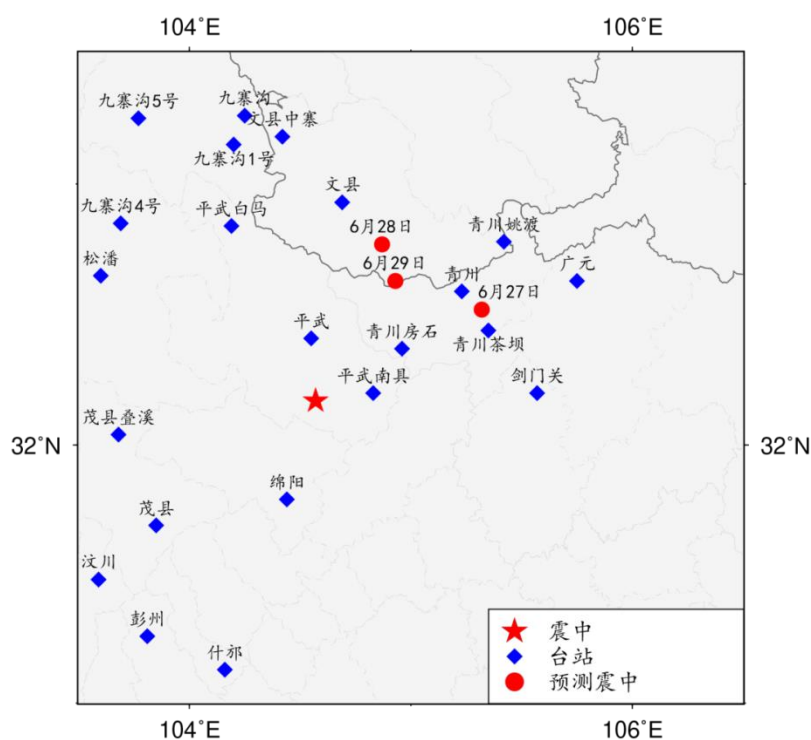 104°E 106°E
九寨沟5号
九寨沟
文县中寨
九寨沟1号
文县
九寨沟4号
平武白马
6月28日
青川姚渡
松潘
6月29日
青川
广元
6月27日
平武
青川房石
青川茶坝
平武南具
剑门关
茂县叠溪
32°N 32°N
绵阳
茂县
汶川
彭州
什邡
震中
台站
预测震中
104°E 106°E